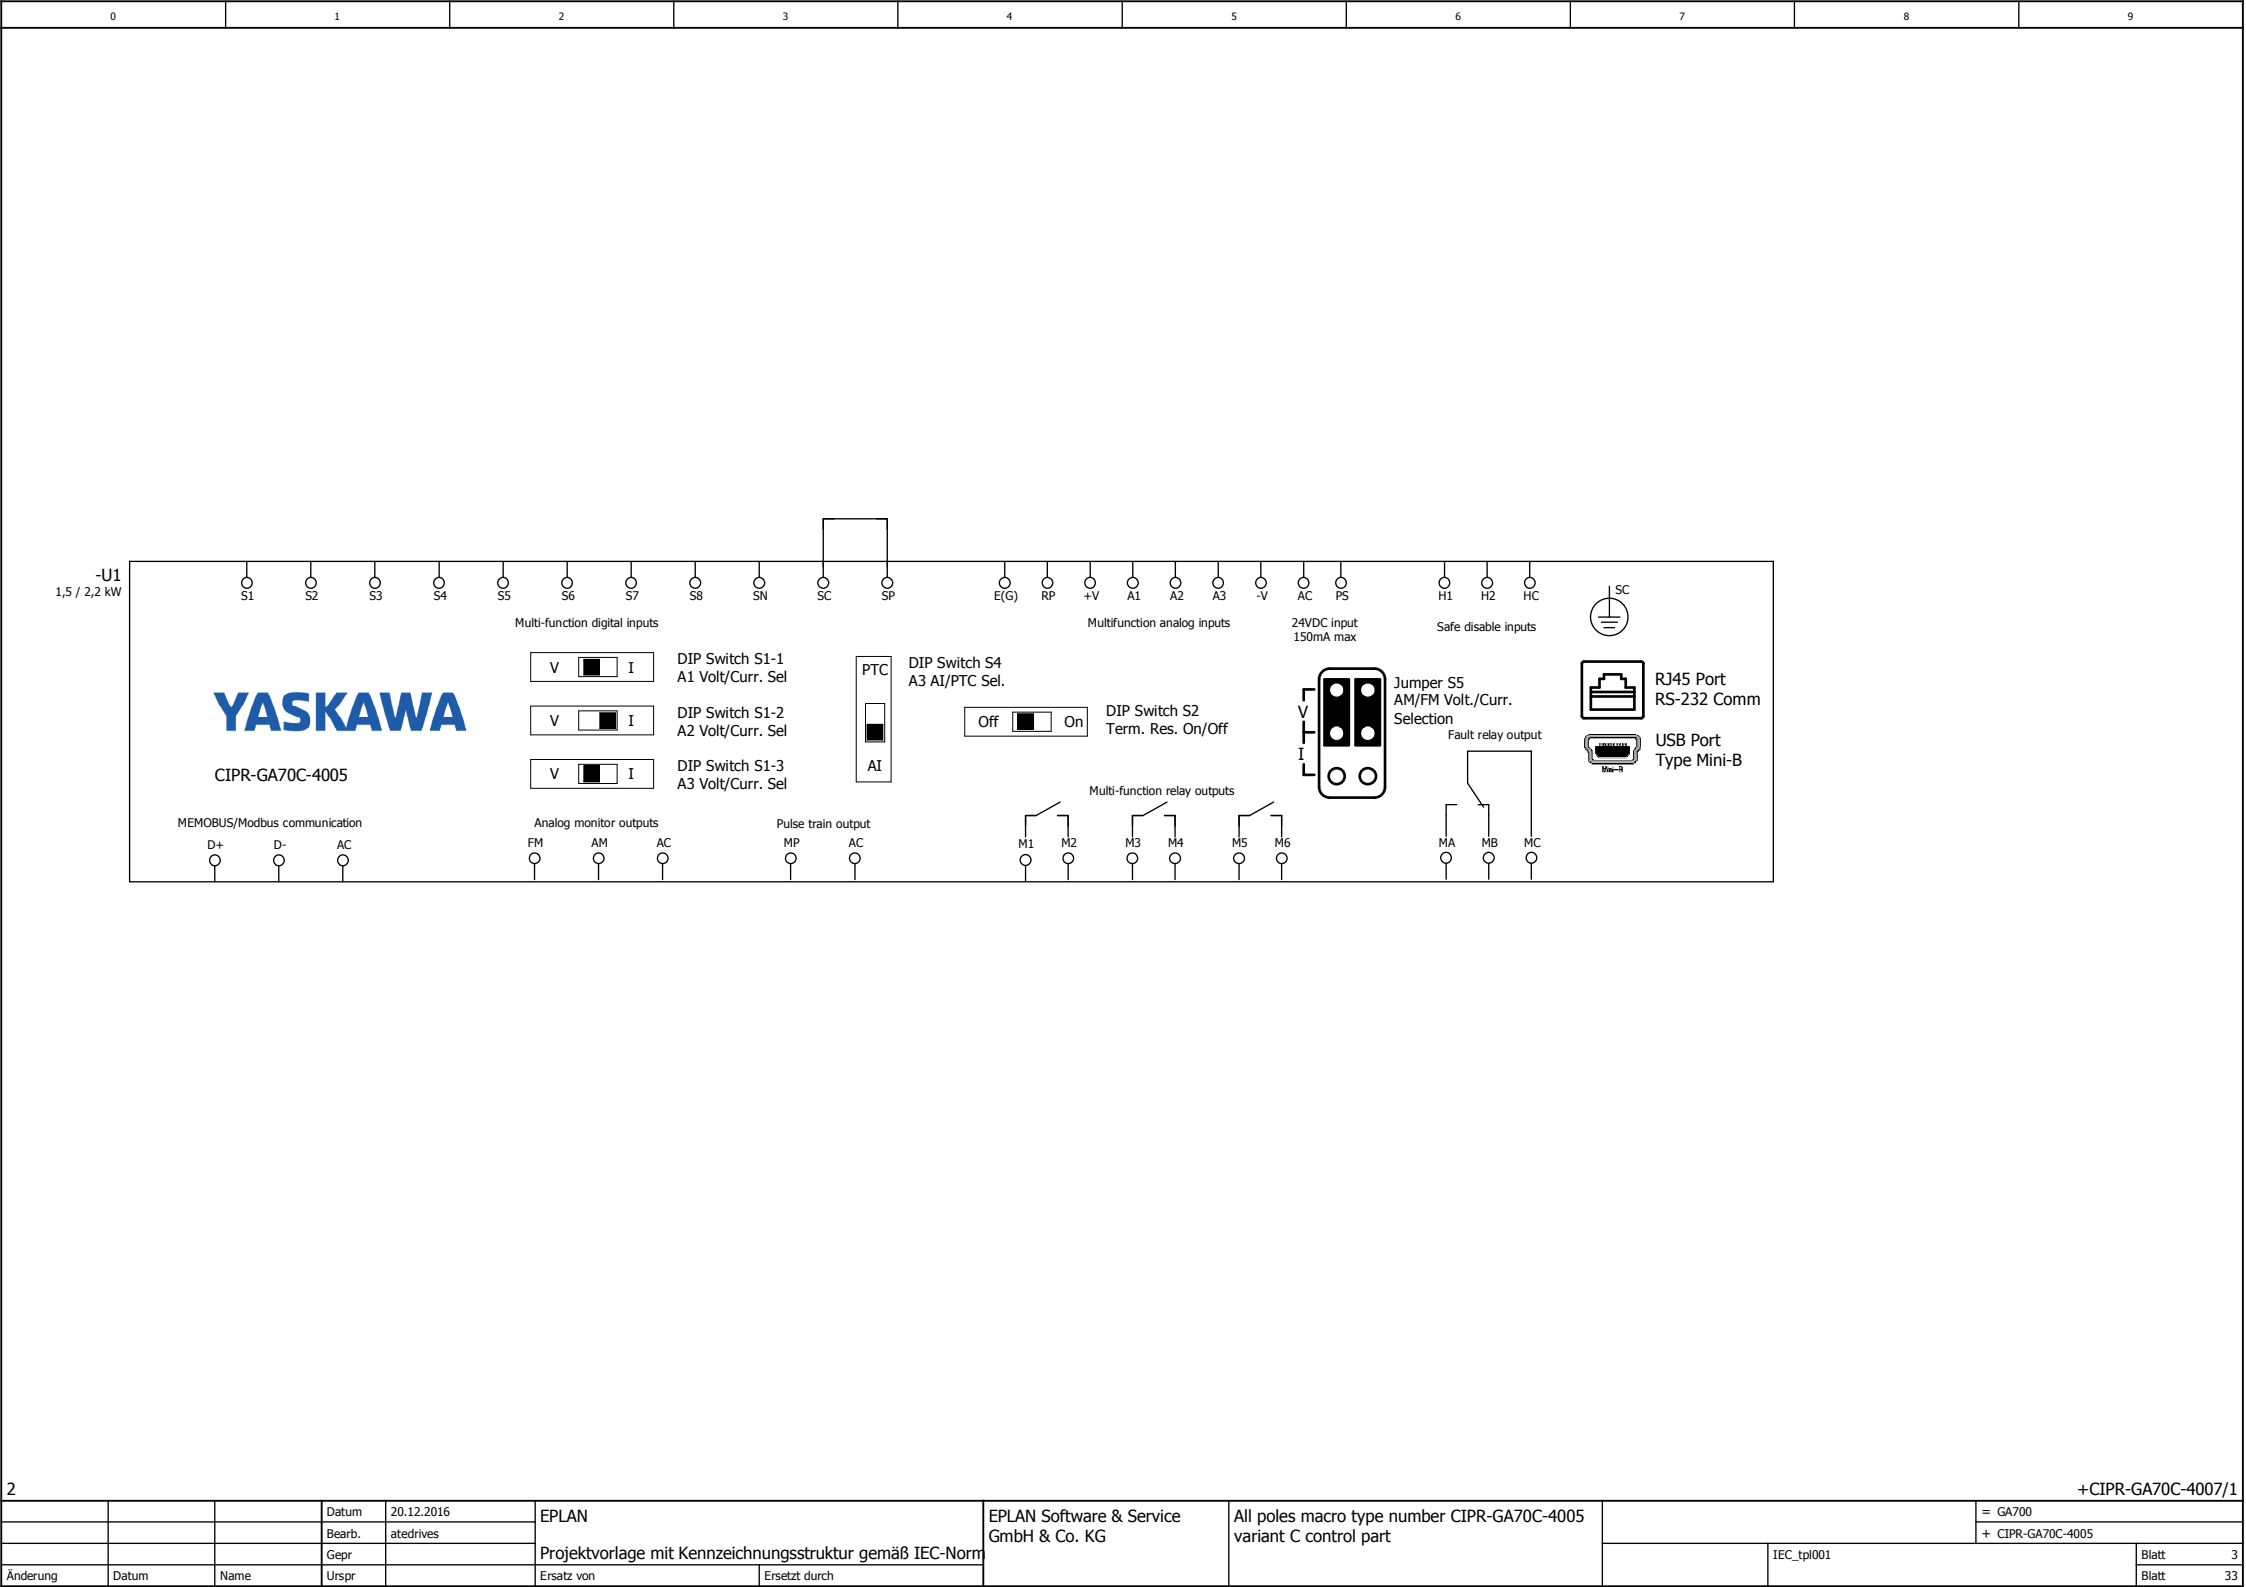 0 1 2 3 4 5 6 7 8 9
-U1
1,5 / 2,2 kW
S1 S2 S3 S4 S5 S6 S7 S8 SN SC SP E(G) RP +V A1 A2 A3 -V AC PS H1 H2 HC SC
Multi-function digital inputs
Multifunction analog inputs
24VDC input
150mA max
Safe disable inputs
YASKAWA
CIPR-GA70C-4005
V I
DIP Switch S1-1
A1 Volt/Curr. Sel
V I
DIP Switch S1-2
A2 Volt/Curr. Sel
V I
DIP Switch S1-3
A3 Volt/Curr. Sel
PTC
AI
DIP Switch S4
A3 AI/PTC Sel.
Off On
DIP Switch S2
Term. Res. On/Off
V
I
Jumper S5
AM/FM Volt./Curr.
Selection
RJ45 Port
RS-232 Comm
USB Port
Type Mini-B
Mini-B
MEMOBUS/Modbus communication
D+ D- AC
Analog monitor outputs
FM AM AC
Pulse train output
MP AC
Multi-function relay outputs
M1 M2 M3 M4 M5 M6
Fault relay output
MA MB MC
2
+CIPR-GA70C-4007/1
Datum 20.12.2016
Bearb. atedrives
Gepr
Änderung Datum Name Urspr
EPLAN
Projektvorlage mit Kennzeichnungsstruktur gemäß IEC-Norm
Ersatz von Ersetzt durch
EPLAN Software & Service
GmbH & Co. KG
All poles macro type number CIPR-GA70C-4005
variant C control part
= GA700
+ CIPR-GA70C-4005
IEC_tpl001
Blatt 3
Blatt 33